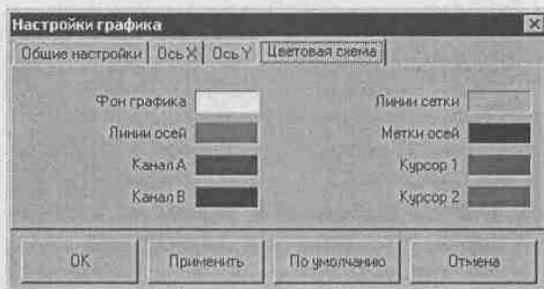 Настройки графика
Общие настройки Ось X Ось Y Цветовая схема
Фон графика Линии сетки
Линии осей Метки осей
Канал A Курсор 1
Канал B Курсор 2
OK Применить По умолчанию Отмена